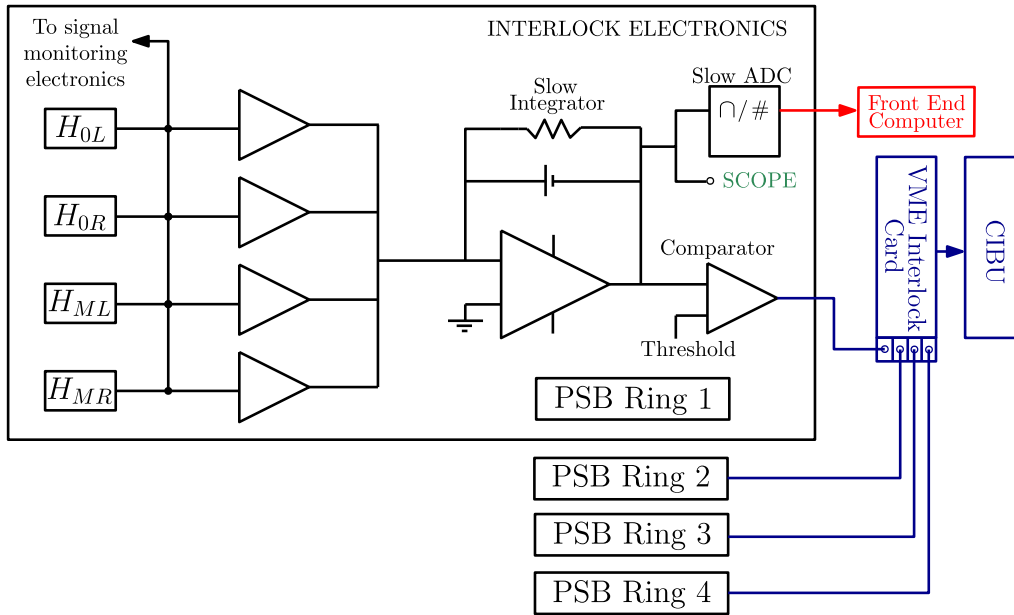 To signal
monitoring
electronics
INTERLOCK ELECTRONICS
H0L
H0R
HML
HMR
Slow
Integrator
Slow ADC
∩/#
SCOPE
Comparator
Threshold
PSB Ring 1
Front End
Computer
VME Interlock
Card
CIBU
PSB Ring 2
PSB Ring 3
PSB Ring 4